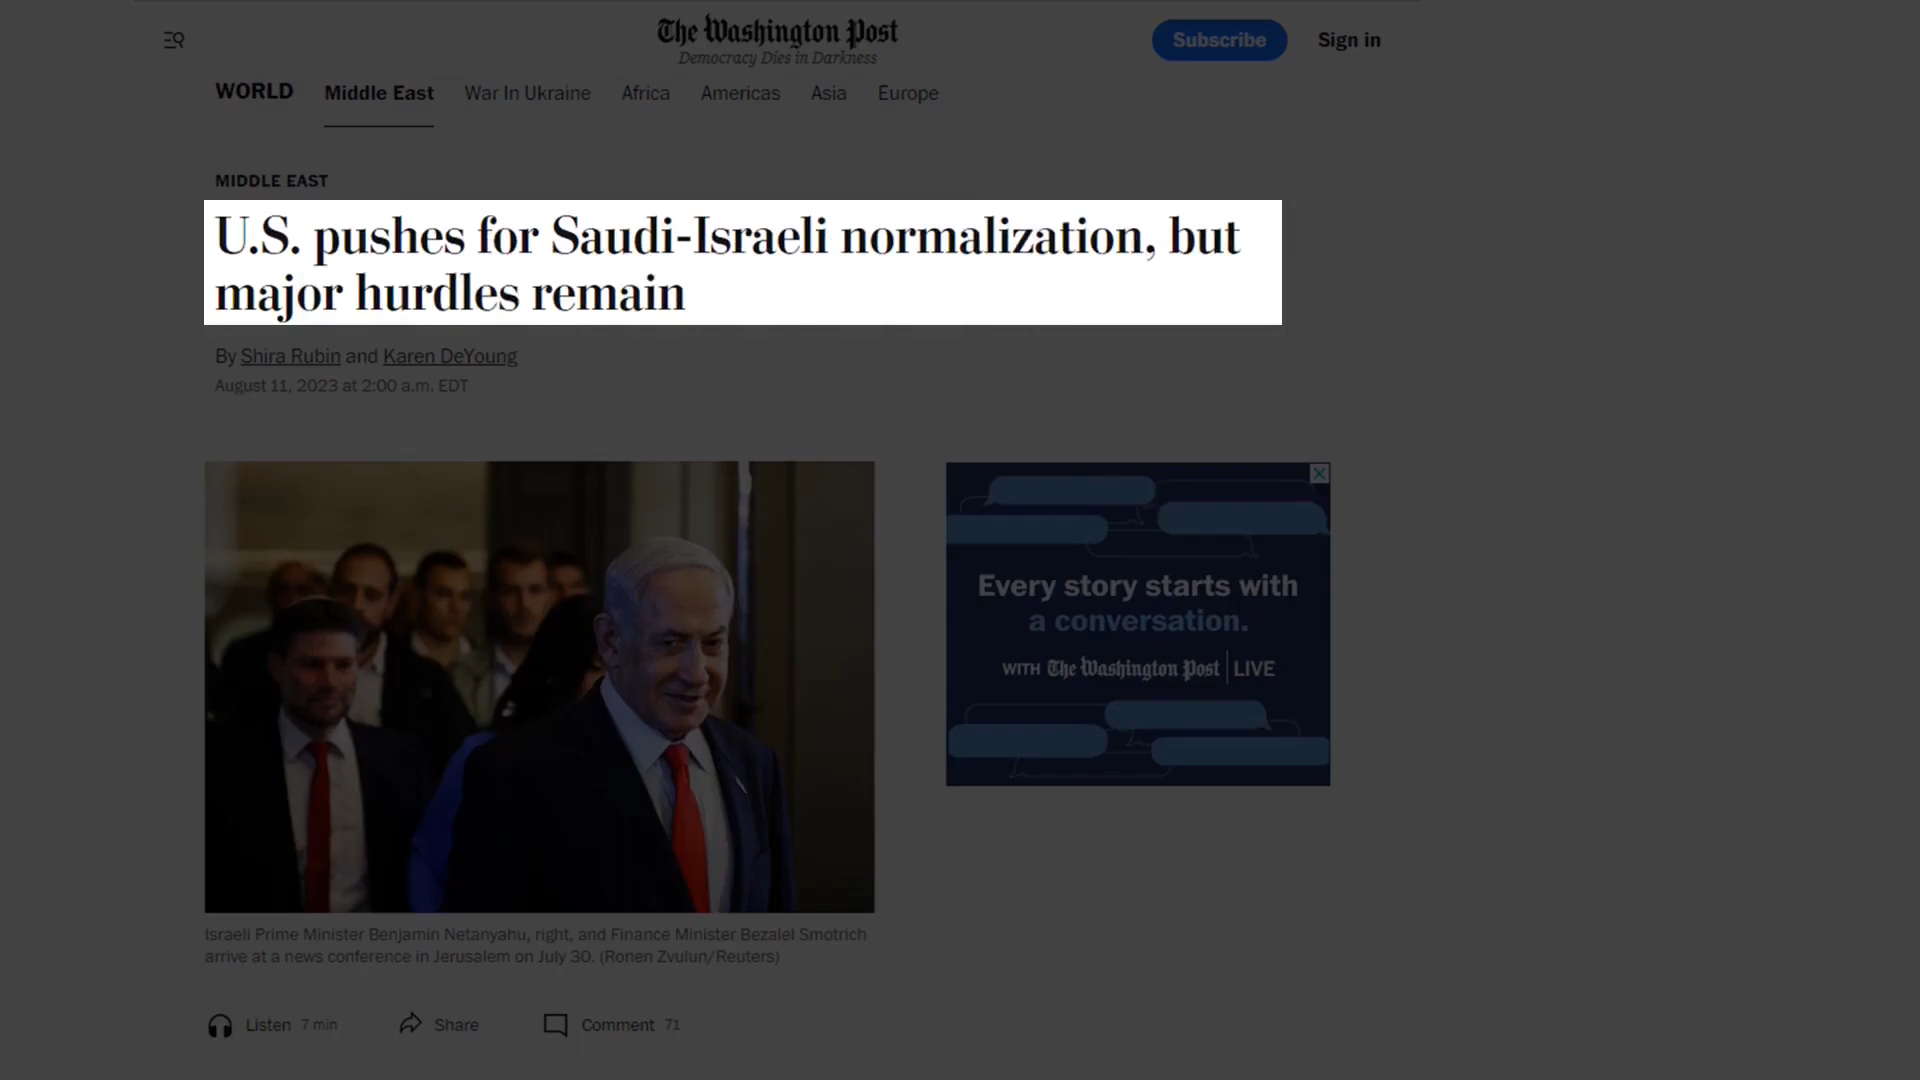 The Washington Post
Democracy Dies in Darkness
Subscribe
Sign in
WORLD Middle East War In Ukraine Africa Americas Asia Europe
MIDDLE EAST
U.S. pushes for Saudi-Israeli normalization, but
major hurdles remain
By Shira Rubin and Karen DeYoung
August 11, 2023 at 2:00 a.m. EDT
Every story starts with
a conversation.
WITH The Washington Post LIVE
Israeli Prime Minister Benjamin Netanyahu, right, and Finance Minister Bezalel Smotrich
arrive at a news conference in Jerusalem on July 30. (Ronen Zvulun/Reuters)
Listen 7 min Share Comment 71